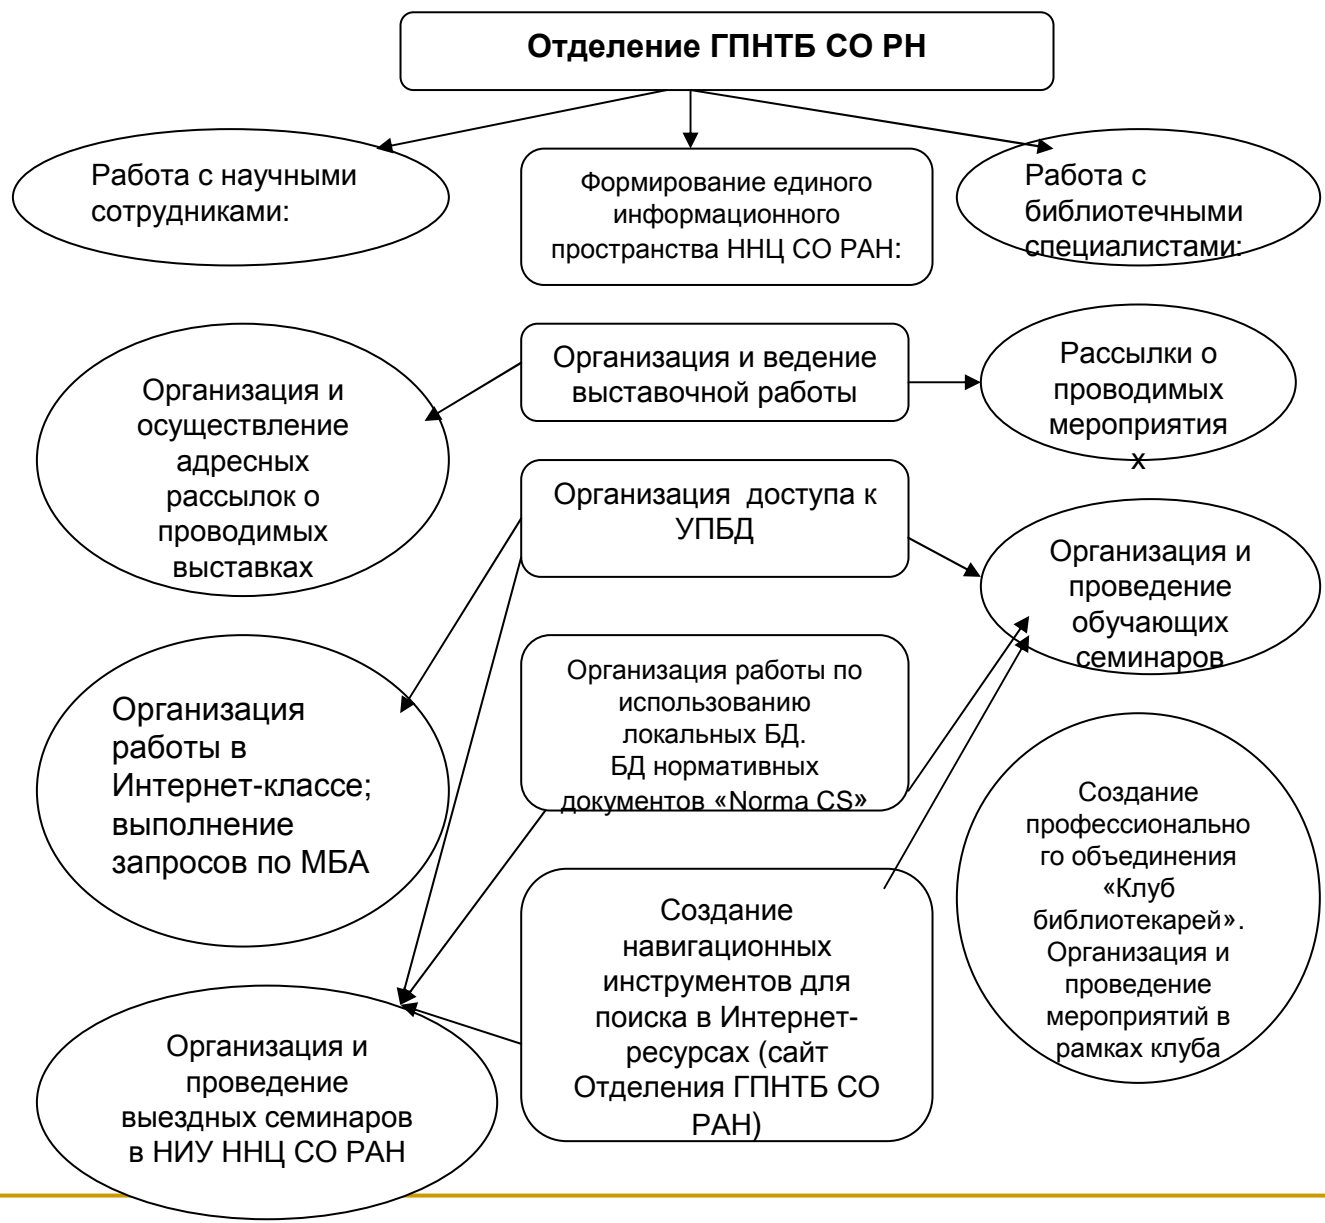 Отделение ГПНТБ СО РН
Работа с научными
сотрудниками:
Формирование единого
информационного
пространства ННЦ СО РАН:
Работа с
библиотечными
специалистами:
Организация и
осуществление
адресных
рассылок о
проводимых
выставках
Организация и ведение
выставочной работы
Рассылки о
проводимых
мероприятия
х
Организация доступа к
УПБД
Организация и
проведение
обучающих
семинаров
Организация
работы в
Интернет-классе;
выполнение
запросов по МБА
Организация работы по
использованию
локальных БД.
БД нормативных
документов «Norma CS»
Создание
профессионально
го объединения
«Клуб
библиотекарей».
Организация и
проведение
мероприятий в
рамках клуба
Создание
навигационных
инструментов для
поиска в Интернет-
ресурсах (сайт
Отделения ГПНТБ СО
РАН)
Организация и
проведение
выездных семинаров
в НИУ ННЦ СО РАН